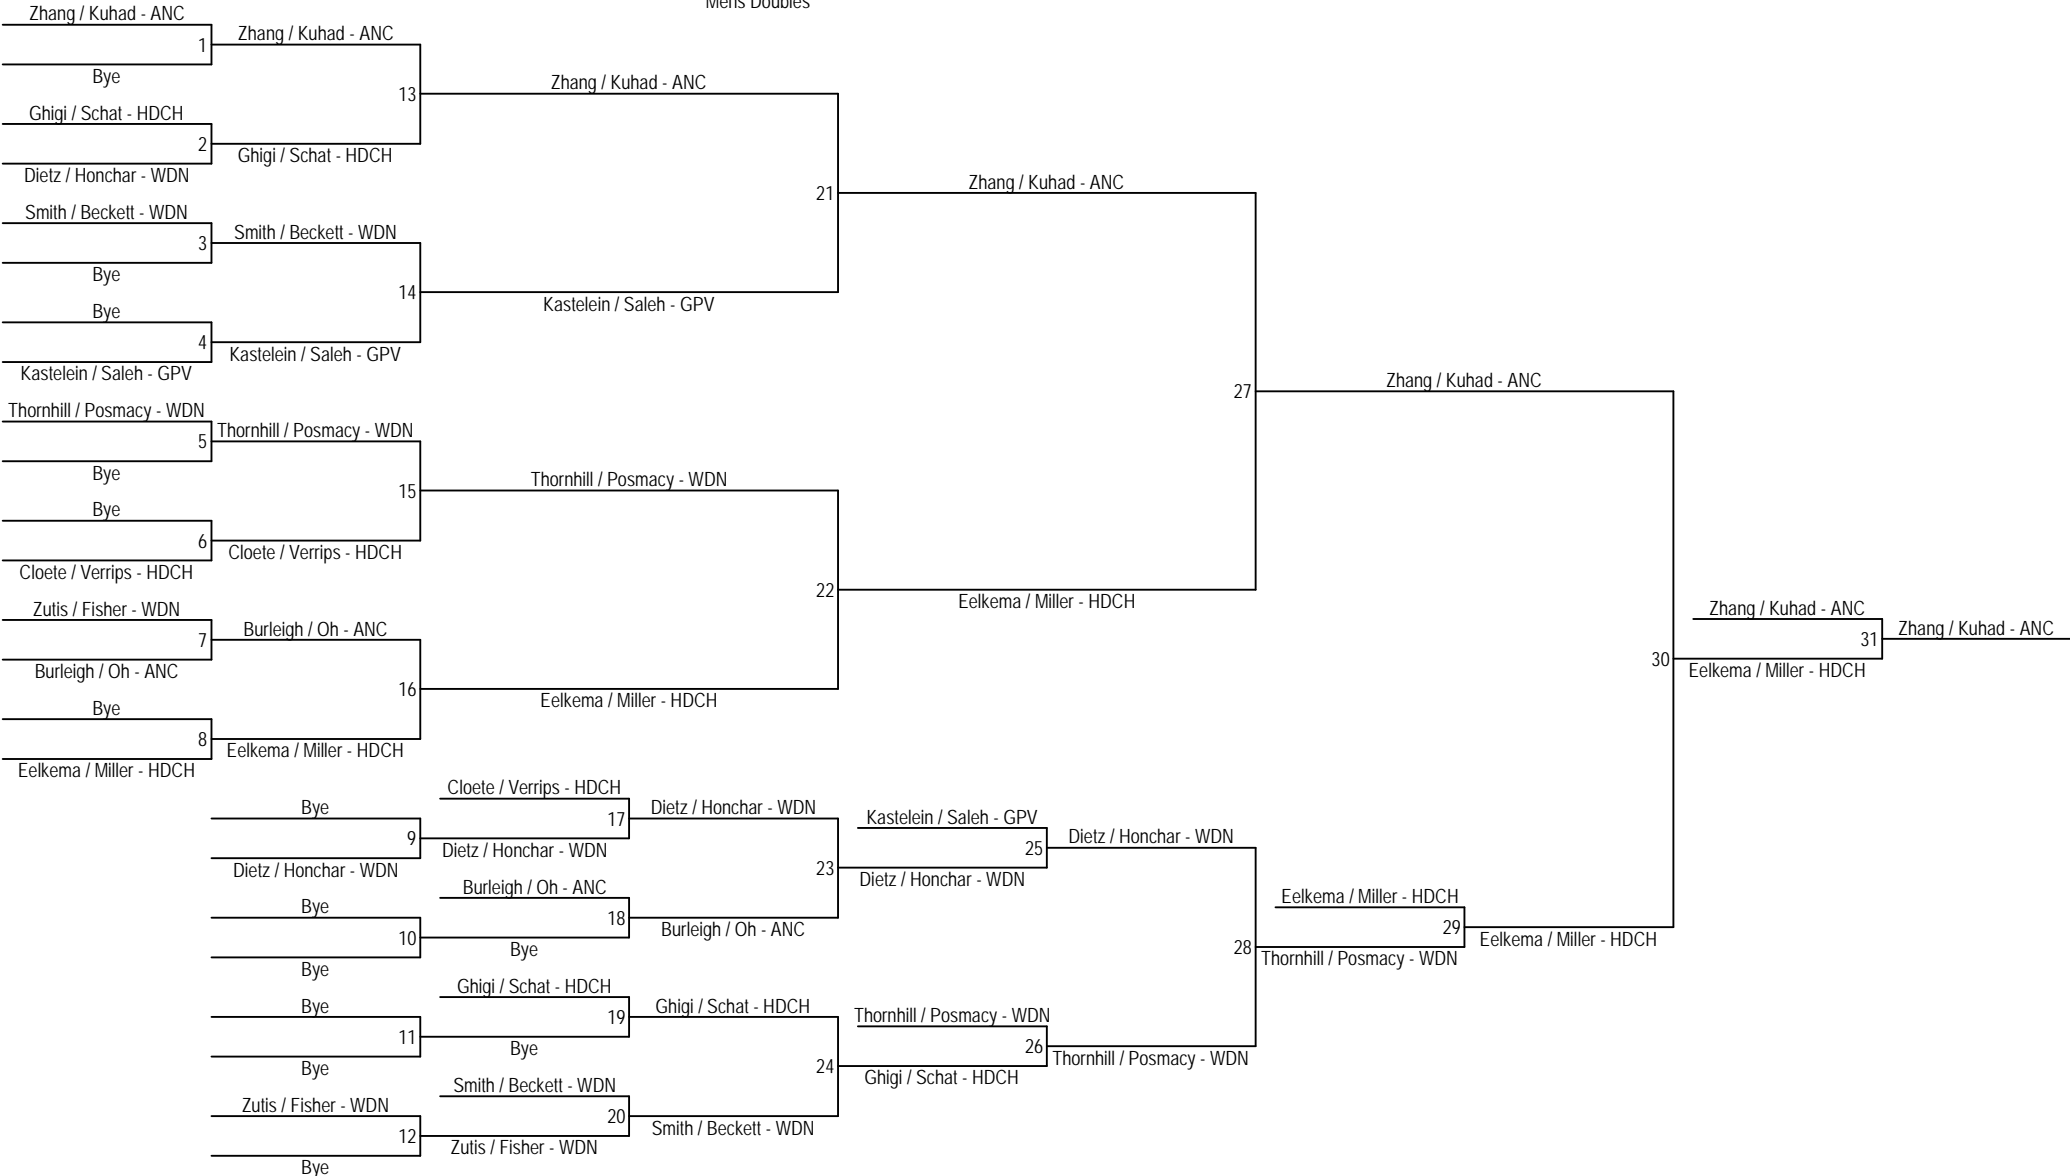 Mens Doubles
Zhang / Kuhad - ANC
1
Bye
Zhang / Kuhad - ANC
13
Ghigi / Schat - HDCH
2
Dietz / Honchar - WDN
Ghigi / Schat - HDCH
Zhang / Kuhad - ANC
21
Smith / Beckett - WDN
3
Bye
Smith / Beckett - WDN
14
Bye
4
Kastelein / Saleh - GPV
Kastelein / Saleh - GPV
Kastelein / Saleh - GPV
Zhang / Kuhad - ANC
27
Thornhill / Posmacy - WDN
5
Bye
Thornhill / Posmacy - WDN
15
Bye
6
Cloete / Verrips - HDCH
Cloete / Verrips - HDCH
Thornhill / Posmacy - WDN
22
Zutis / Fisher - WDN
7
Burleigh / Oh - ANC
Burleigh / Oh - ANC
16
Bye
8
Eelkema / Miller - HDCH
Eelkema / Miller - HDCH
Eelkema / Miller - HDCH
Eelkema / Miller - HDCH
Zhang / Kuhad - ANC
30
Zhang / Kuhad - ANC
31
Eelkema / Miller - HDCH
Zhang / Kuhad - ANC
Bye
9
Dietz / Honchar - WDN
Cloete / Verrips - HDCH
17
Dietz / Honchar - WDN
Dietz / Honchar - WDN
23
Bye
10
Bye
Burleigh / Oh - ANC
18
Bye
Burleigh / Oh - ANC
Kastelein / Saleh - GPV
25
Dietz / Honchar - WDN
Dietz / Honchar - WDN
28
Bye
11
Bye
Ghigi / Schat - HDCH
19
Bye
Ghigi / Schat - HDCH
24
Zutis / Fisher - WDN
12
Bye
Smith / Beckett - WDN
20
Zutis / Fisher - WDN
Smith / Beckett - WDN
Thornhill / Posmacy - WDN
26
Ghigi / Schat - HDCH
Thornhill / Posmacy - WDN
Eelkema / Miller - HDCH
29
Thornhill / Posmacy - WDN
Eelkema / Miller - HDCH